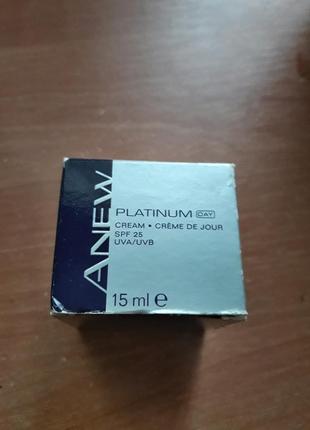 ANEW
PLATINUM DAY
CREAM • CRÈME DE JOUR
SPF 25
UVA/UVB
15 ml e